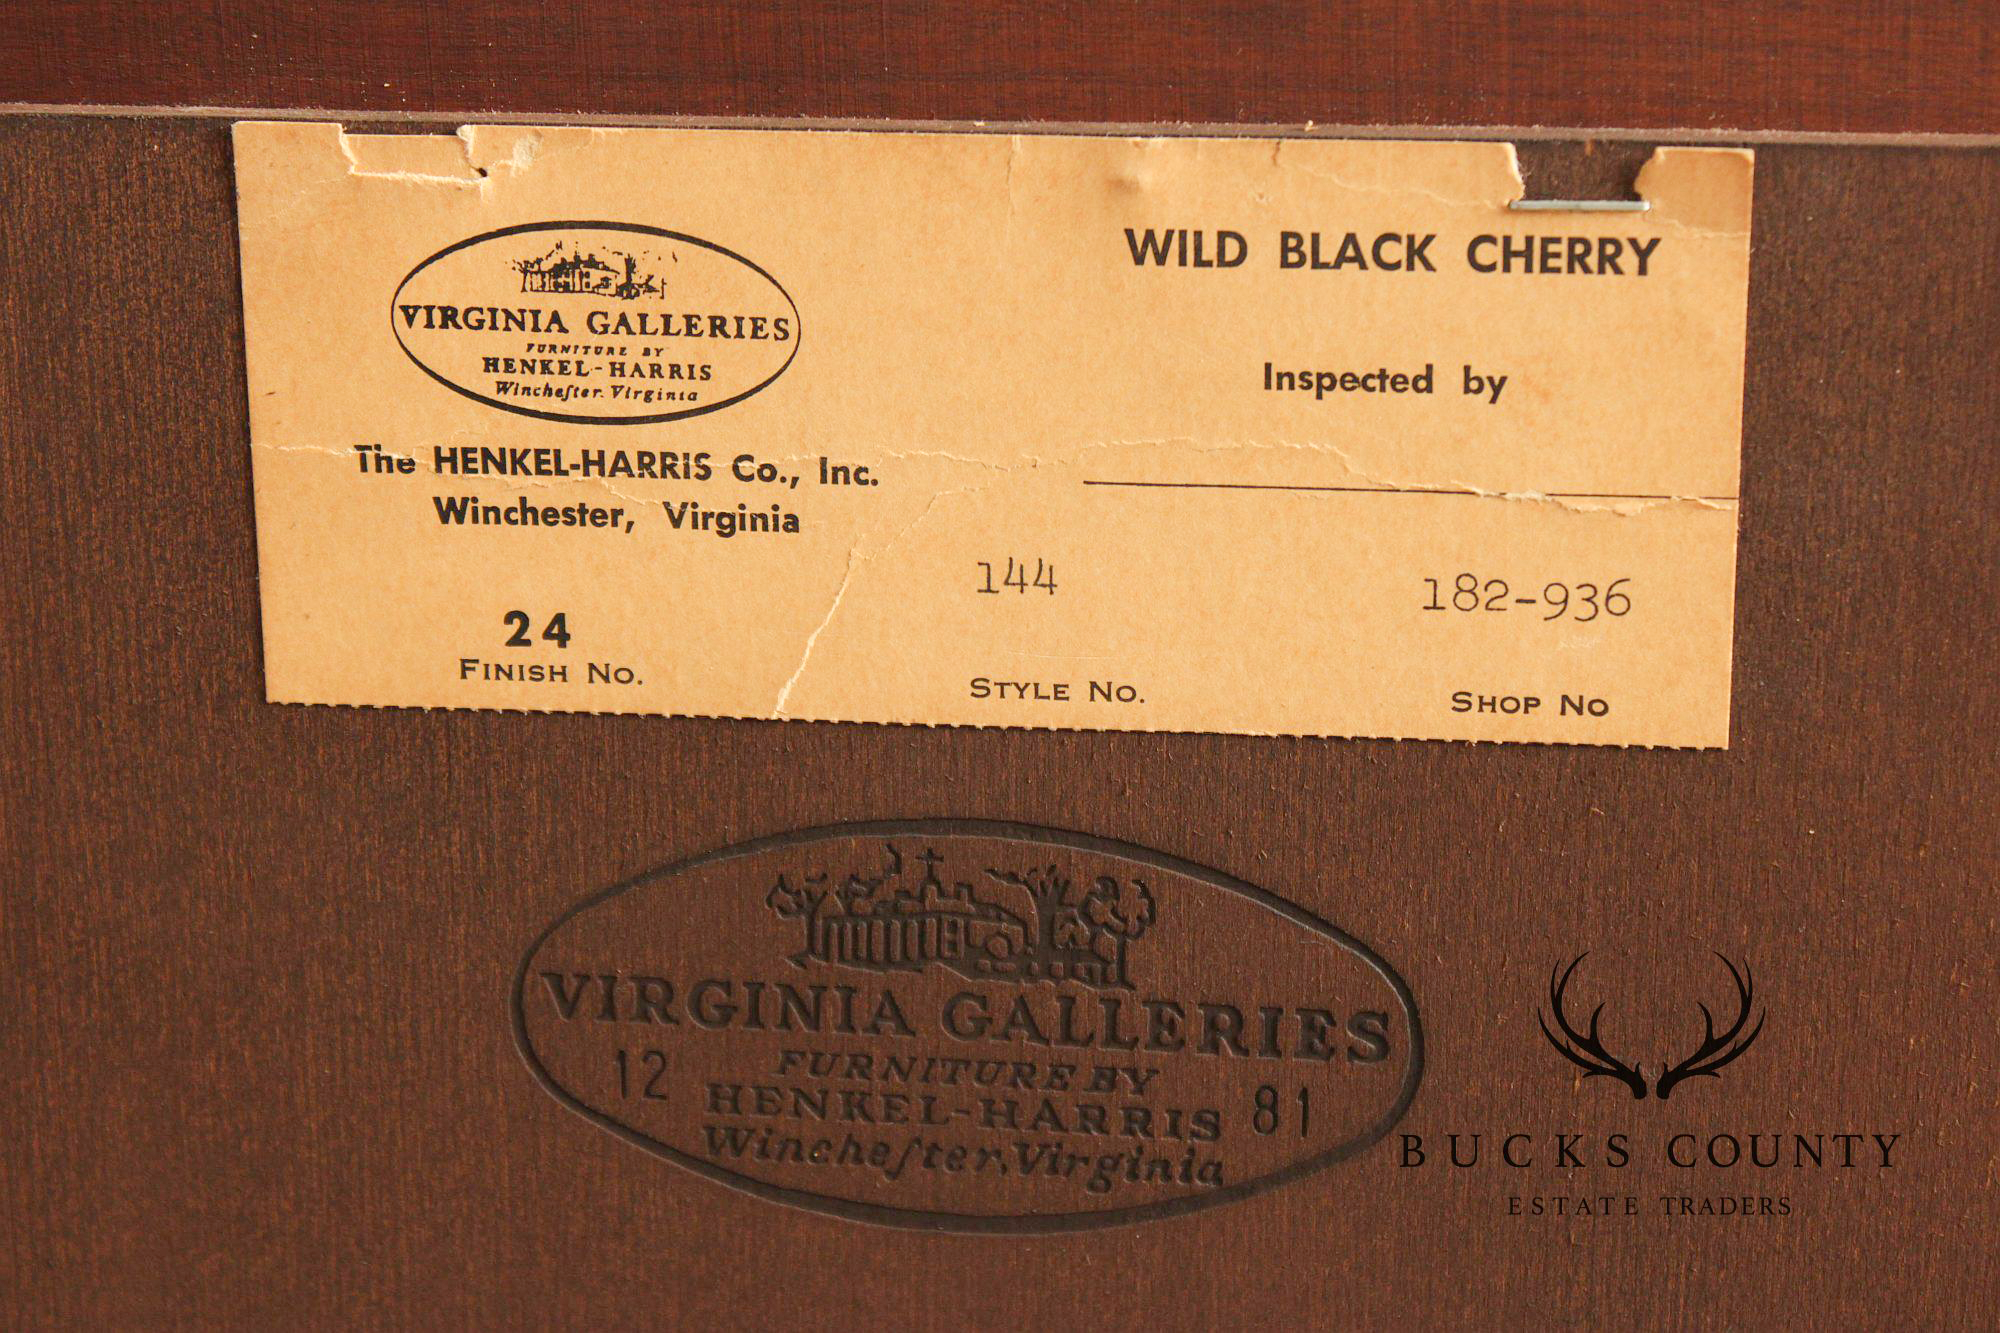 VIRGINIA GALLERIES
FURNITURE BY
HENKEL-HARRIS
Wincheſter. Virginia
The HENKEL-HARRIS Co., Inc.
Winchester, Virginia
24
FINISH NO.
WILD BLACK CHERRY
Inspected by
144
STYLE NO.
182-936
SHOP NO
VIRGINIA GALLERIES
12 FURNITURE BY 81
HENKEL-HARRIS
Wincheſter, Virginia
BUCKS COUNTY
ESTATE TRADERS